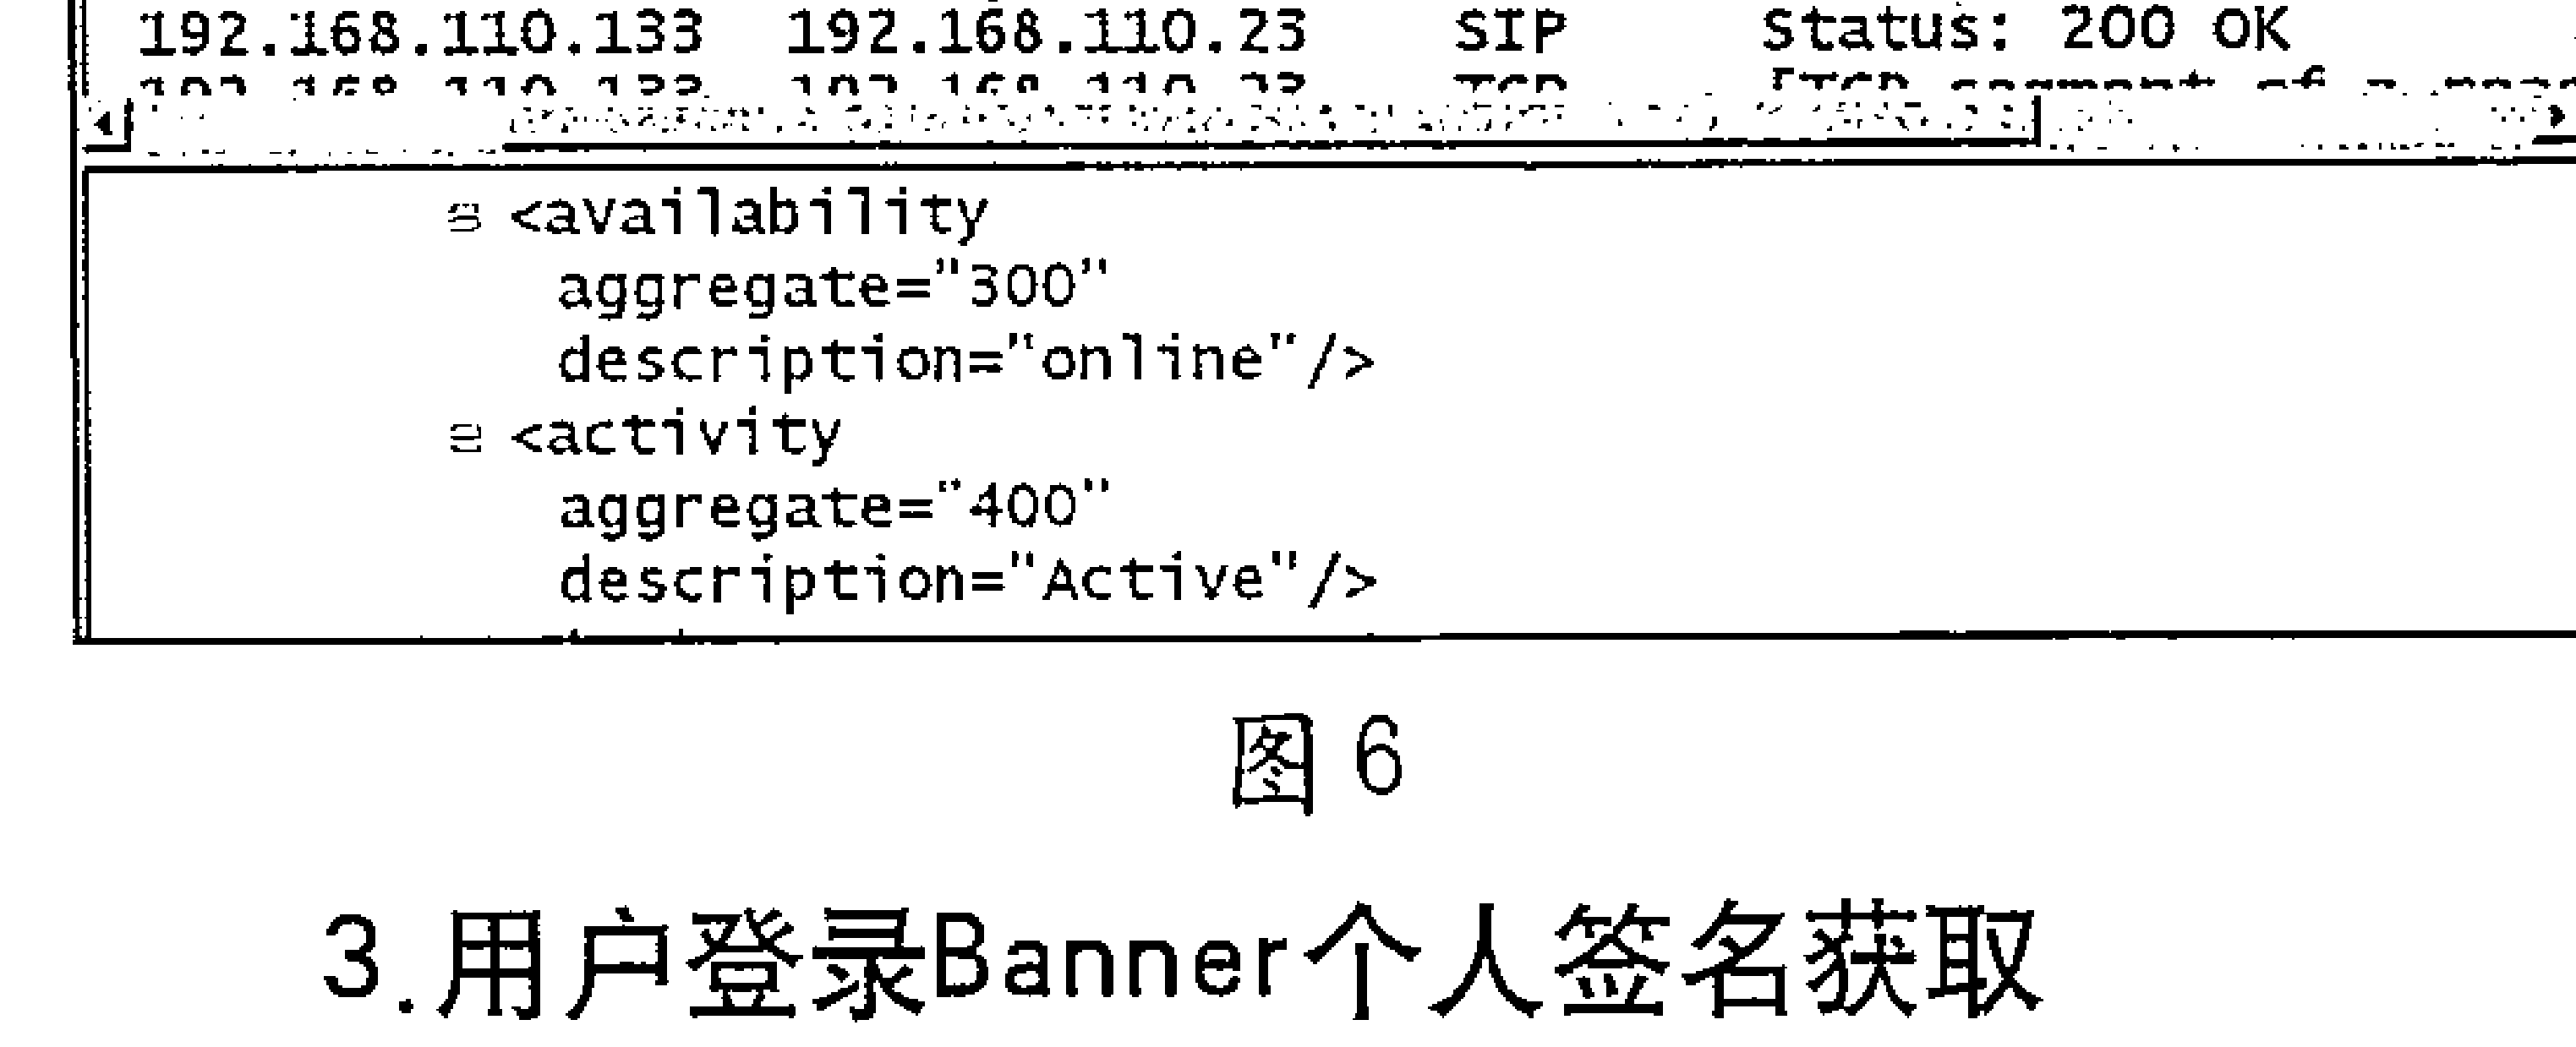 192.168.110.133 192.168.110.23 SIP Status: 200 OK
<availability
aggregate="300"
description="online"/>
<activity
aggregate="400"
description="Active"/>
图 6
3.用户登录Banner个人签名获取